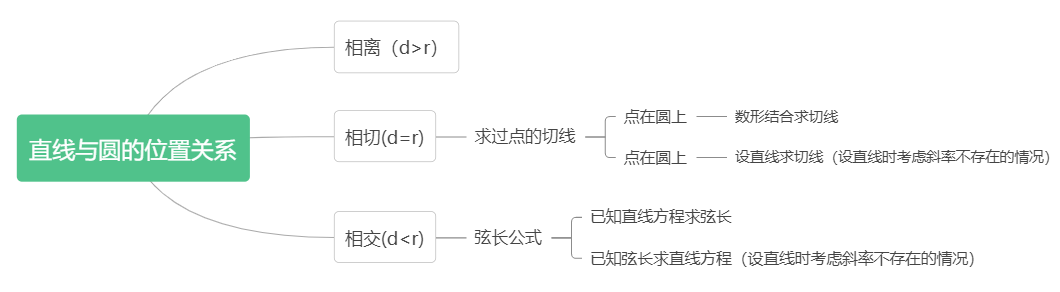 直线与圆的位置关系
相离（d>r）
相切(d=r)
求过点的切线
点在圆上
数形结合求切线
点在圆上
设直线求切线（设直线时考虑斜率不存在的情况）
相交(d<r)
弦长公式
已知直线方程求弦长
已知弦长求直线方程（设直线时考虑斜率不存在的情况）